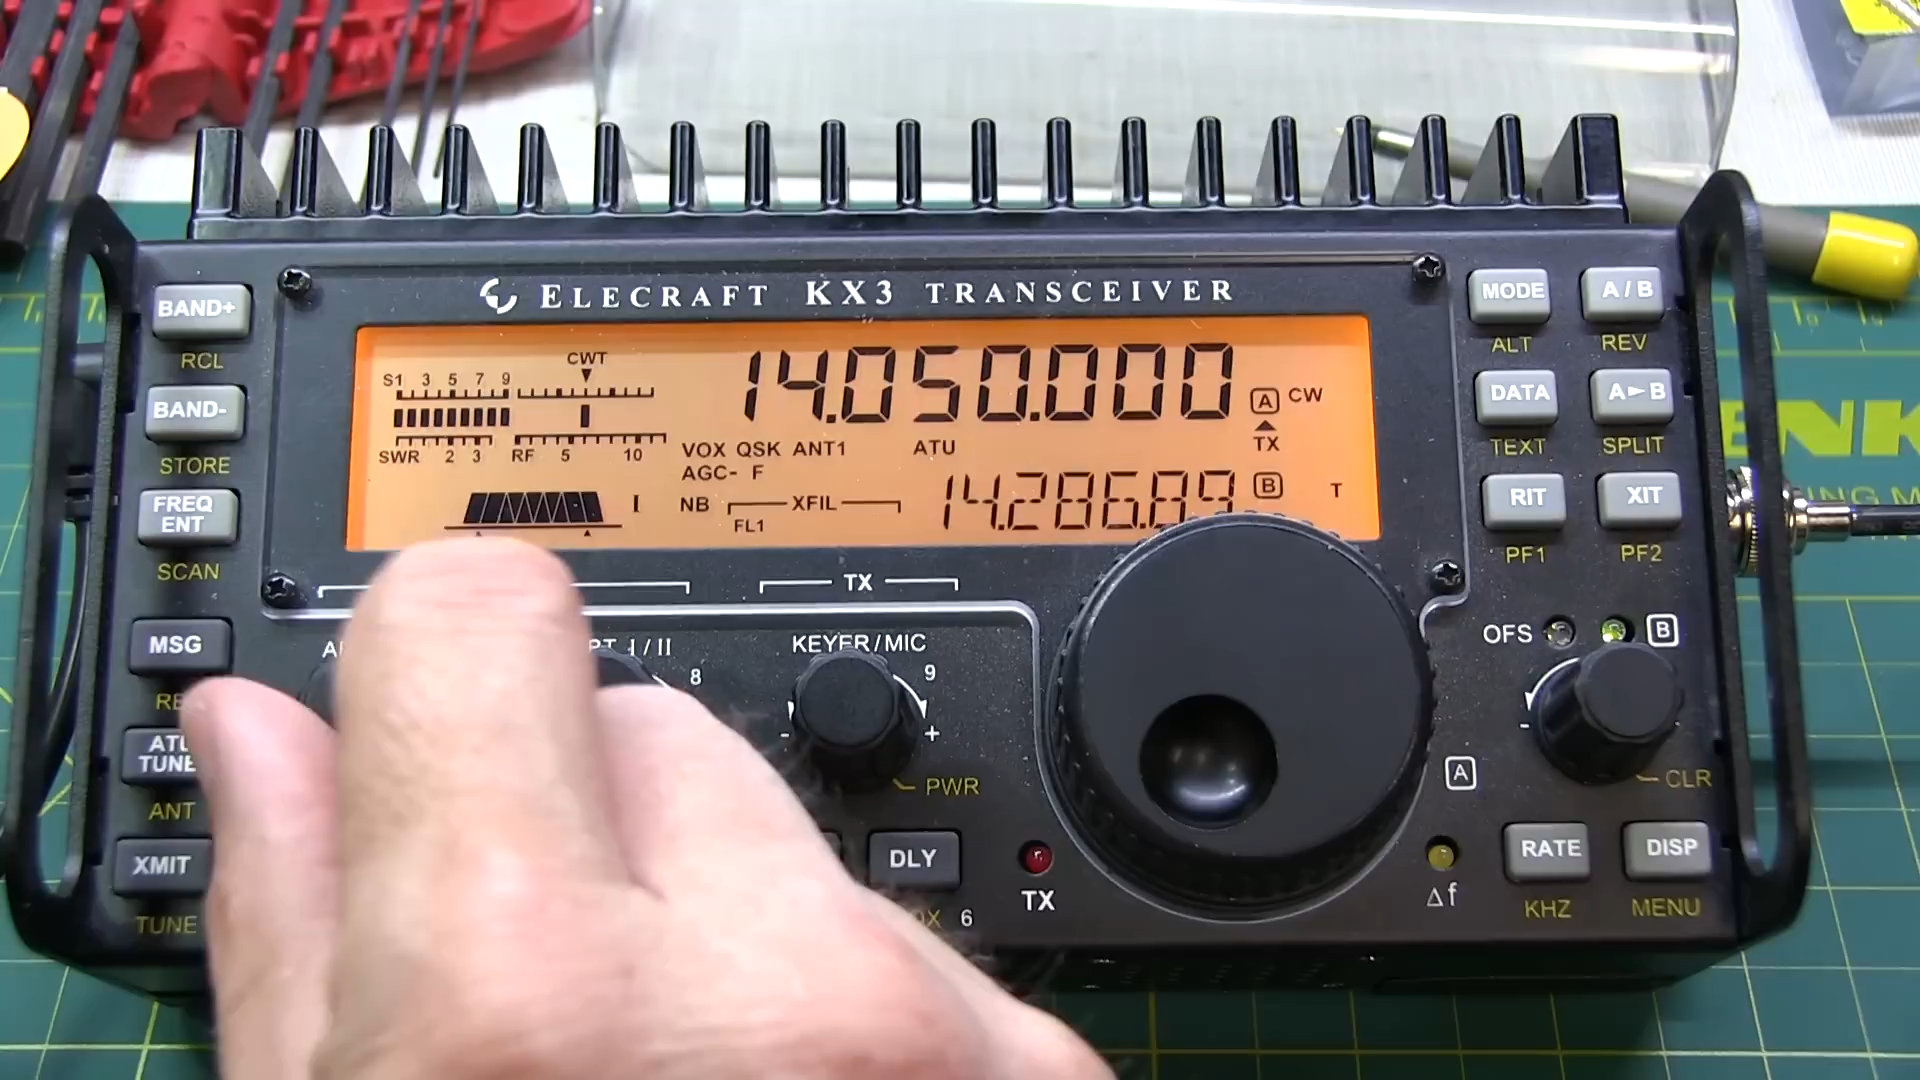 ELECRAFT KX3 TRANSCEIVER
BAND+
RCL
BAND-
STORE
FREQ
ENT
SCAN
MSG
ATU
TUNE
ANT
XMIT
TUNE
CWT
S1 3 5 7 9
SWR 2 3 RF 5 10
14.050.000
A CW
TX
VOX QSK ANT1 ATU
AGC- F
I NB XFIL
FL1
14.286.89 B T
TX
I/II
8
KEYER/MIC
9
- +
PWR
DLY
6
TX
MODE A/B
ALT REV
DATA A►B
TEXT SPLIT
RIT XIT
PF1 PF2
OFS B
-
A CLR
Δf
RATE DISP
KHZ MENU